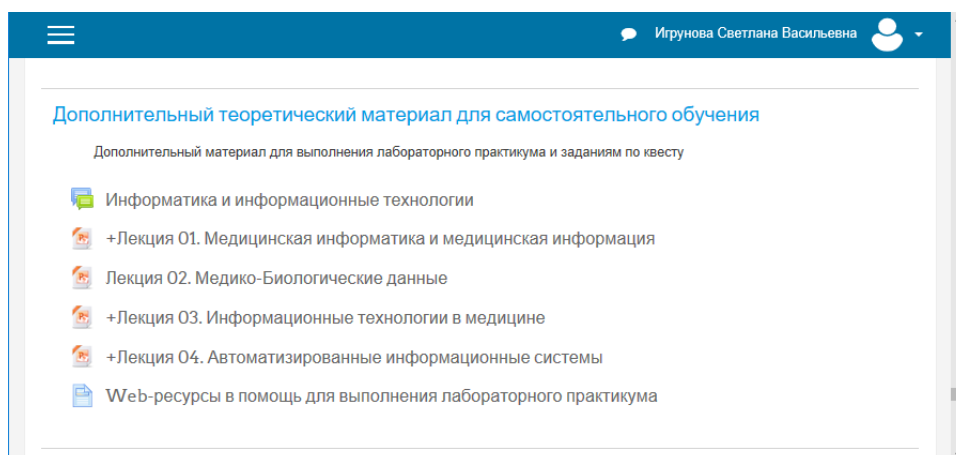 Игрунова Светлана Васильевна
Дополнительный теоретический материал для самостоятельного обучения
Дополнительный материал для выполнения лабораторного практикума и заданиям по квесту
Информатика и информационные технологии
+Лекция 01. Медицинская информатика и медицинская информация
Лекция 02. Медико-Биологические данные
+Лекция 03. Информационные технологии в медицине
+Лекция 04. Автоматизированные информационные системы
Web-ресурсы в помощь для выполнения лабораторного практикума